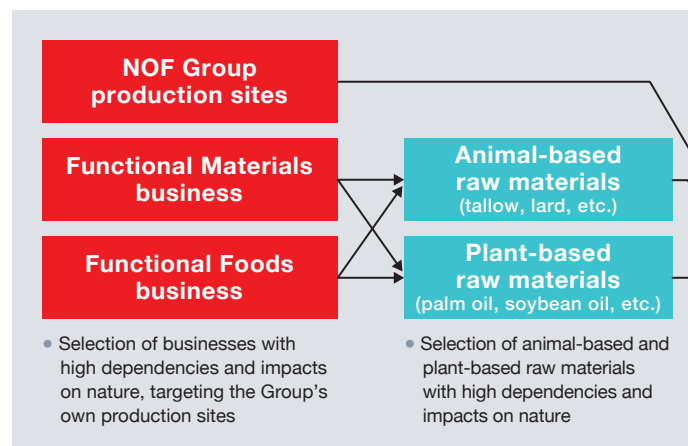 NOF Group
production sites
Functional Materials
business
Functional Foods
business
Animal-based
raw materials
(tallow, lard, etc.)
Plant-based
raw materials
(palm oil, soybean oil, etc.)
• Selection of businesses with
high dependencies and impacts
on nature, targeting the Group’s
own production sites
• Selection of animal-based and
plant-based raw materials
with high dependencies and
impacts on nature